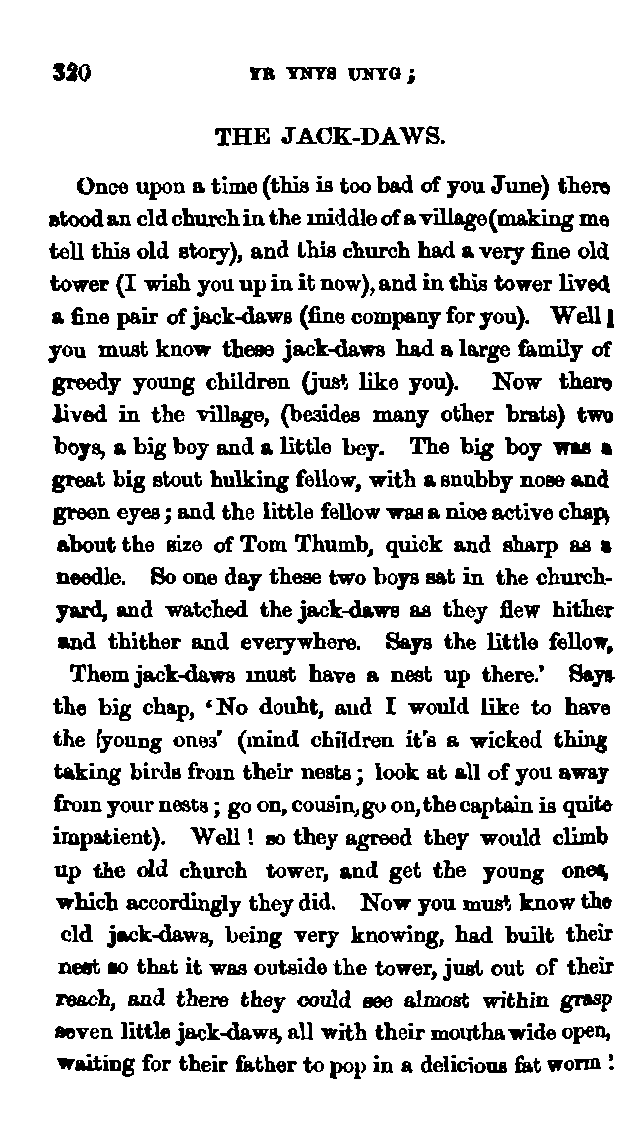 320 YR YNYS UNYG ;
THE JACK-DAWS.
Once upon a time (this is too bad of you June) there
stood an old church in the middle of a village (making me
tell this old story), and this church had a very fine old
tower (I wish you up in it now), and in this tower lived
a fine pair of jack-daws (fine company for you). Well !
you must know these jack-daws had a large family of
greedy young children (just like you). Now there
lived in the village, (besides many other brats) two
boys, a big boy and a little boy. The big boy was a
great big stout hulking fellow, with a snubby nose and
green eyes ; and the little fellow was a nice active chap,
about the size of Tom Thumb, quick and sharp as a
needle. So one day these two boys sat in the church-
yard, and watched the jack-daws as they flew hither
and thither and everywhere. Says the little fellow,
Them jack-daws must have a nest up there.' Says
the big chap, 'No doubt, and I would like to have
the young ones' (mind children it's a wicked thing
taking birds from their nests ; look at all of you away
from your nests ; go on, cousin, go on, the captain is quite
impatient). Well ! so they agreed they would climb
up the old church tower, and get the young ones,
which accordingly they did. Now you must know the
old jack-daws, being very knowing, had built their
nest so that it was outside the tower, just out of their
reach, and there they could see almost within grasp
seven little jack-daws, all with their mouths wide open,
waiting for their father to pop in a delicious fat worm !